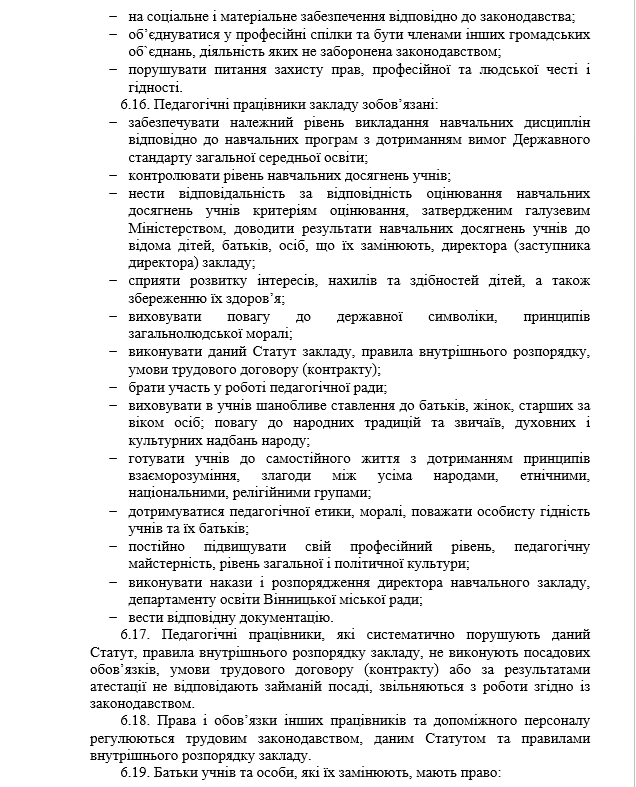 – на соціальне і матеріальне забезпечення відповідно до законодавства;
– об’єднуватися у професійні спілки та бути членами інших громадських
об`єднань, діяльність яких не заборонена законодавством;
– порушувати питання захисту прав, професійної та людської честі і
гідності.
6.16. Педагогічні працівники закладу зобов’язані:
– забезпечувати належний рівень викладання навчальних дисциплін
відповідно до навчальних програм з дотриманням вимог Державного
стандарту загальної середньої освіти;
– контролювати рівень навчальних досягнень учнів;
– нести відповідальність за відповідність оцінювання навчальних
досягнень учнів критеріям оцінювання, затвердженим галузевим
Міністерством, доводити результати навчальних досягнень учнів до
відома дітей, батьків, осіб, що їх замінюють, директора (заступника
директора) закладу;
– сприяти розвитку інтересів, нахилів та здібностей дітей, а також
збереженню їх здоров’я;
– виховувати повагу до державної символіки, принципів
загальнолюдської моралі;
– виконувати даний Статут закладу, правила внутрішнього розпорядку,
умови трудового договору (контракту);
– брати участь у роботі педагогічної ради;
– виховувати в учнів шанобливе ставлення до батьків, жінок, старших за
віком осіб; повагу до народних традицій та звичаїв, духовних і
культурних надбань народу;
– готувати учнів до самостійного життя з дотриманням принципів
взаєморозуміння, злагоди між усіма народами, етнічними,
національними, релігійними групами;
– дотримуватися педагогічної етики, моралі, поважати особисту гідність
учнів та їх батьків;
– постійно підвищувати свій професійний рівень, педагогічну
майстерність, рівень загальної і політичної культури;
– виконувати накази і розпорядження директора навчального закладу,
департаменту освіти Вінницької міської ради;
– вести відповідну документацію.
6.17. Педагогічні працівники, які систематично порушують даний
Статут, правила внутрішнього розпорядку закладу, не виконують посадових
обов’язків, умови трудового договору (контракту) або за результатами
атестації не відповідають займаній посаді, звільняються з роботи згідно із
законодавством.
6.18. Права і обов’язки інших працівників та допоміжного персоналу
регулюються трудовим законодавством, даним Статутом та правилами
внутрішнього розпорядку закладу.
6.19. Батьки учнів та особи, які їх замінюють, мають право: